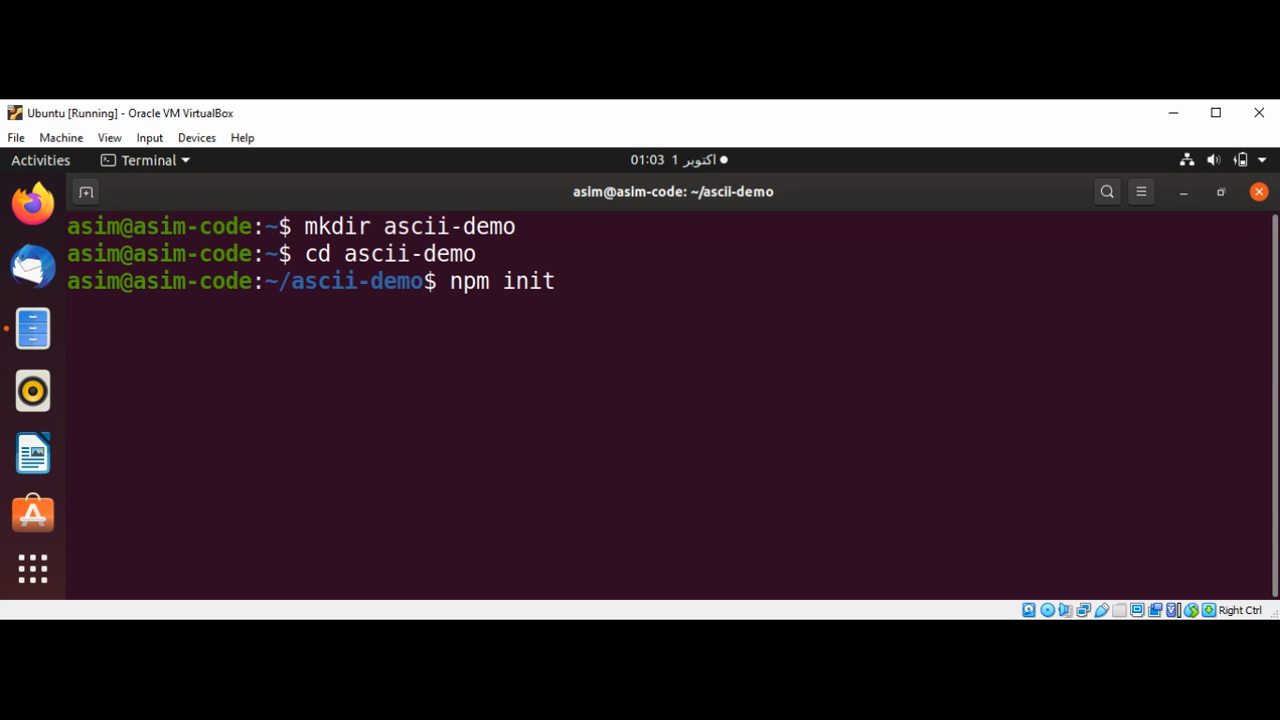 Ubuntu [Running] - Oracle VM VirtualBox
File Machine View Input Devices Help
Activities Terminal 01:03 1 اكتوبر
asim@asim-code: ~/ascii-demo
asim@asim-code:~$ mkdir ascii-demo
asim@asim-code:~$ cd ascii-demo
asim@asim-code:~/ascii-demo$ npm init
Right Ctrl